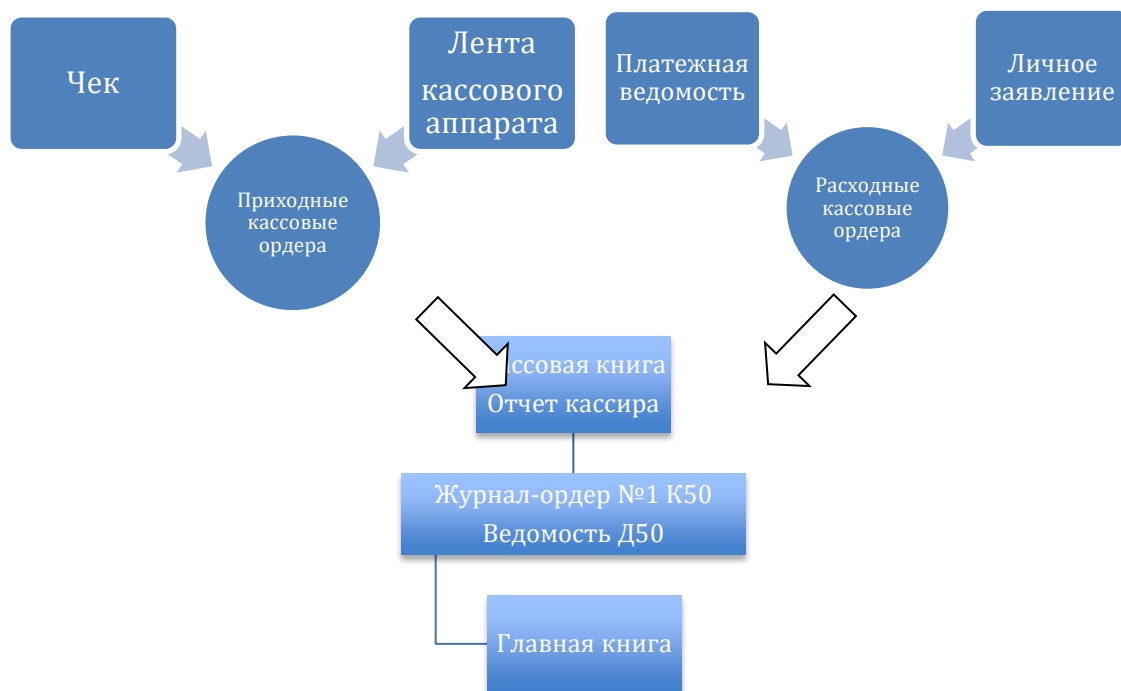 Чек
Лента
кассового
аппарата
Платежная
ведомость
Личное
заявление
Приходные
кассовые
ордера
Расходные
кассовые
ордера
ассовая книга
Отчет кассира
Журнал-ордер №1 К50
Ведомость Д50
Главная книга